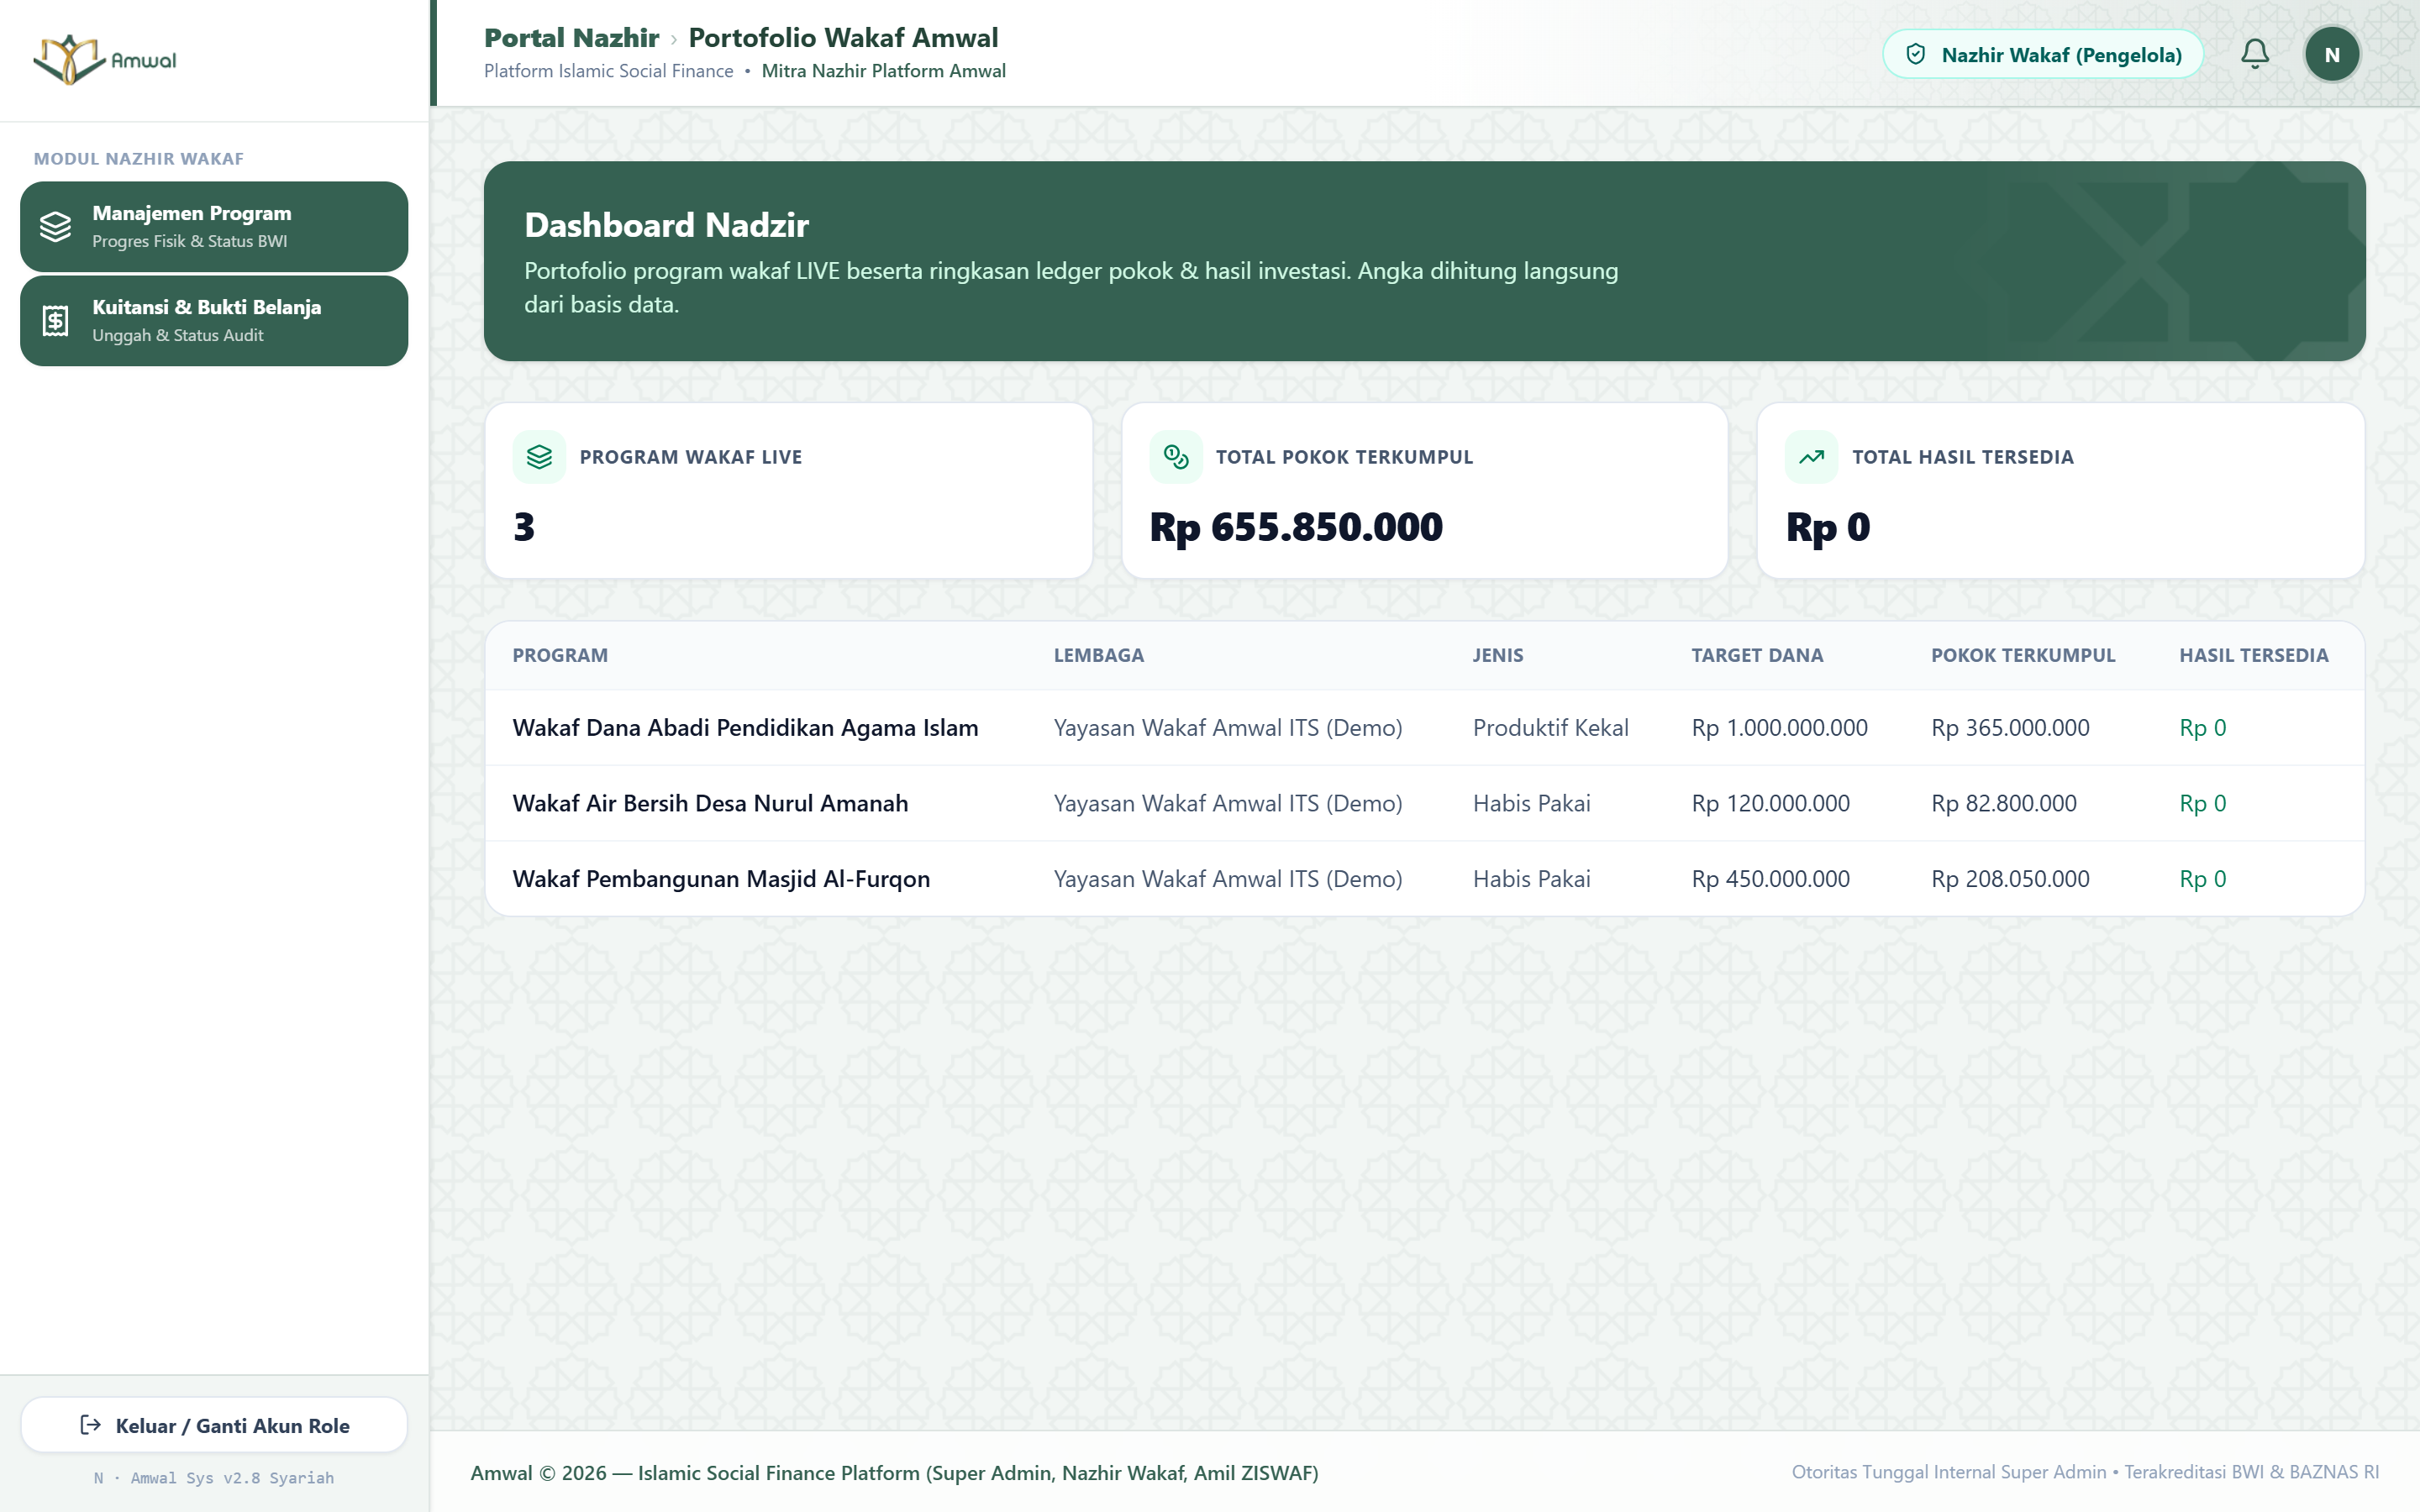 Amwal
MODUL NAZHIR WAKAF
Manajemen Program
Progres Fisik & Status BWI
Kuitansi & Bukti Belanja
Unggah & Status Audit
Keluar / Ganti Akun Role
N · Amwal Sys v2.8 Syariah
Portal Nazhir › Portofolio Wakaf Amwal
Platform Islamic Social Finance • Mitra Nazhir Platform Amwal
Nazhir Wakaf (Pengelola)
N
Dashboard Nadzir
Portofolio program wakaf LIVE beserta ringkasan ledger pokok & hasil investasi. Angka dihitung langsung
dari basis data.
PROGRAM WAKAF LIVE
3
TOTAL POKOK TERKUMPUL
Rp 655.850.000
TOTAL HASIL TERSEDIA
Rp 0
PROGRAM LEMBAGA JENIS TARGET DANA POKOK TERKUMPUL HASIL TERSEDIA
Wakaf Dana Abadi Pendidikan Agama Islam Yayasan Wakaf Amwal ITS (Demo) Produktif Kekal Rp 1.000.000.000 Rp 365.000.000 Rp 0
Wakaf Air Bersih Desa Nurul Amanah Yayasan Wakaf Amwal ITS (Demo) Habis Pakai Rp 120.000.000 Rp 82.800.000 Rp 0
Wakaf Pembangunan Masjid Al-Furqon Yayasan Wakaf Amwal ITS (Demo) Habis Pakai Rp 450.000.000 Rp 208.050.000 Rp 0
Amwal © 2026 — Islamic Social Finance Platform (Super Admin, Nazhir Wakaf, Amil ZISWAF)
Otoritas Tunggal Internal Super Admin • Terakreditasi BWI & BAZNAS RI